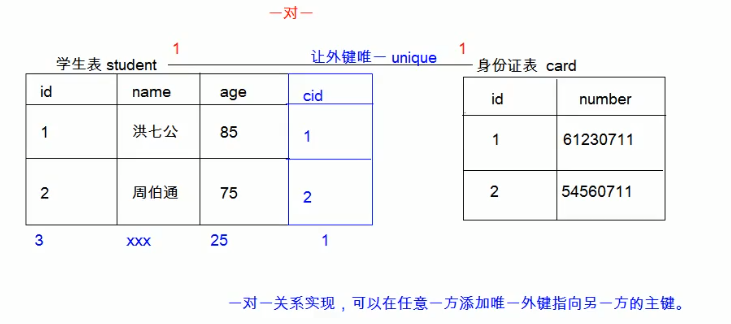 一对一
1 让外键唯一 unique 1
学生表 student 身份证表 card
id name age cid
1 洪七公 85 1
2 周伯通 75 2
3 xxx 25 1
id number
1 61230711
2 54560711
一对一关系实现，可以在任意一方添加唯一外键指向另一方的主键。